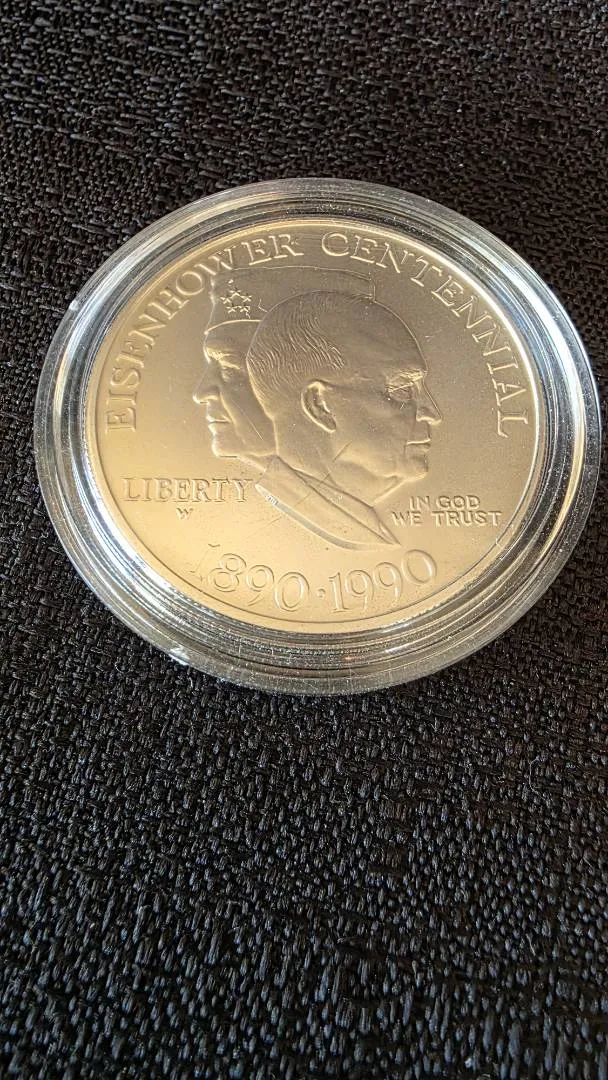 EISENHOWER CENTENNIAL
LIBERTY
W
IN GOD
WE TRUST
1890·1990